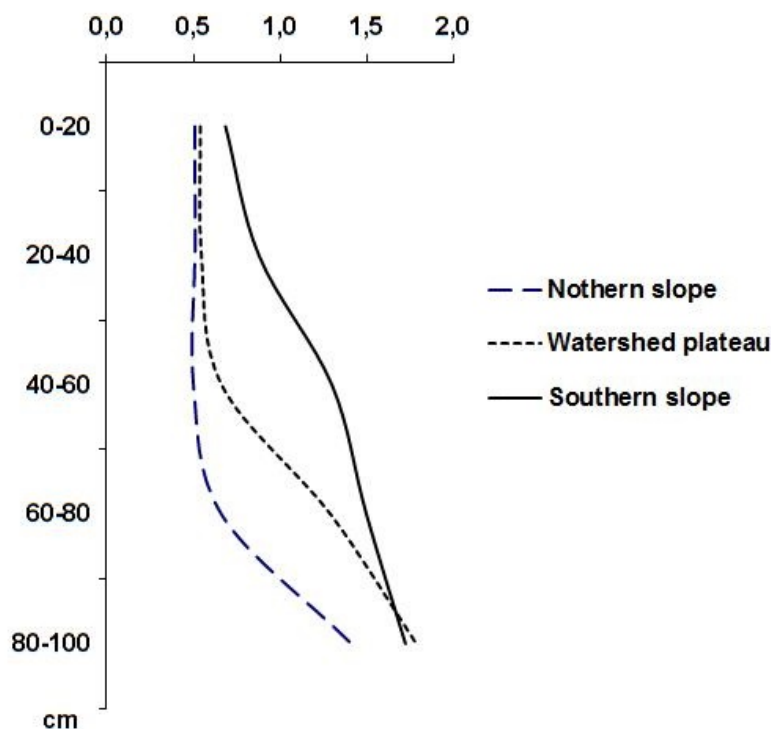 0,0 0,5 1,0 1,5 2,0
0-20
20-40
40-60
60-80
80-100
cm
Nothern slope
Watershed plateau
Southern slope